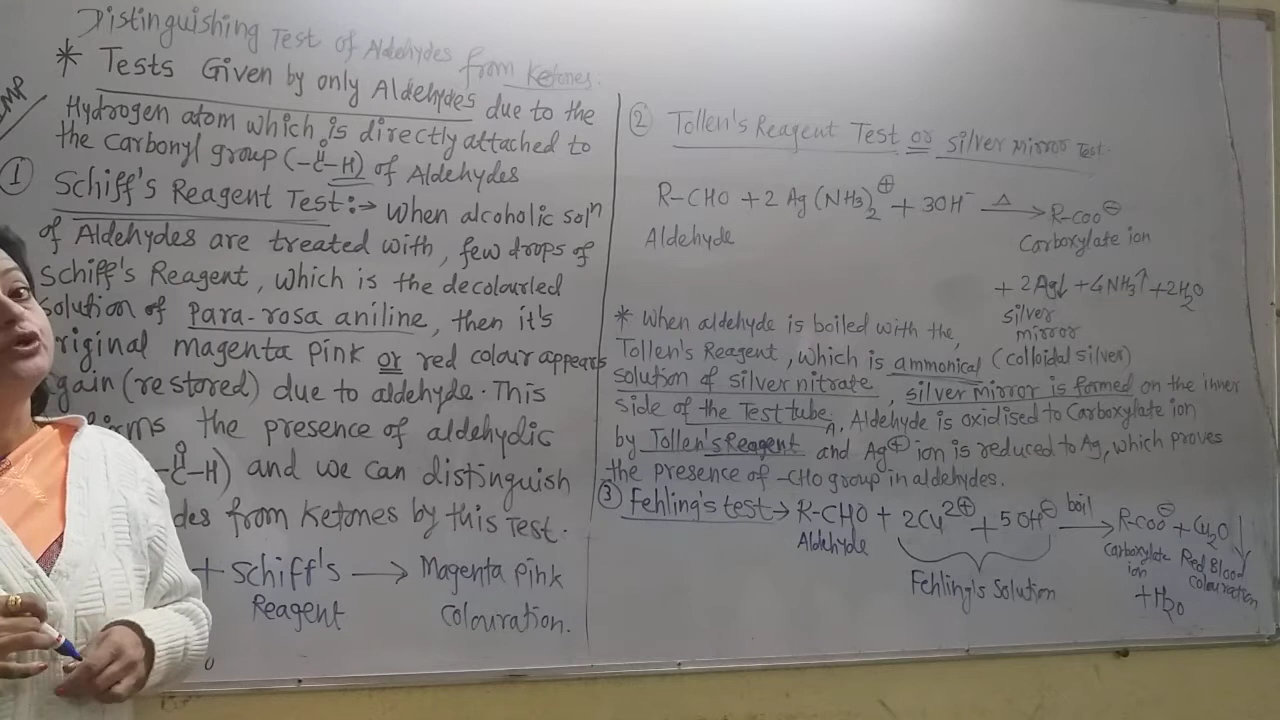 Distinguishing Test of Aldehydes from Ketones.
IMP
* Tests Given by only Aldehydes due to the
Hydrogen atom which is directly attached to
the carbonyl group (-C-H) of Aldehydes
O
① Schiff's Reagent Test:→ when alcoholic solⁿ
of Aldehydes are treated with, few drops of
Schiff's Reagent, which is the decolourled
solution of Para-rosa aniline, then it's
riginal magenta pink or red colour appears
gain (restored) due to aldehyde. This
the presence of aldehydic
O
-C-H) and we can distinguish
des from Ketones by this Test.
+ Schiff's → Magenta pink
Reagent colouration.
② Tollen's Reagent Test or Silver Mirror Test.
R-CHO + 2 Ag(NH₃)₂⊕ + 3OH⁻ △→ R-COO⊖
Aldehyde Carboxylate ion
+ 2Ag↓ + 4NH₃↑ + 2H₂O
silver
mirror
(colloidal silver)
* When aldehyde is boiled with the,
Tollen's Reagent, which is ammonical
solution of silver nitrate, silver mirror is formed on the inner
side of the Test tube. Aldehyde is oxidised to Carboxylate ion
by Tollen's Reagent and Ag⊕ ion is reduced to Ag, which proves
the presence of -CHO group in aldehydes.
③ Fehling's test → R-CHO + 2Cu²⊕ + 5OH⊖ boil→ R-COO⊖ + Cu₂O↓
Aldehyde Carboxylate ion Red Blood colouration
Fehling's Solution
+H₂O